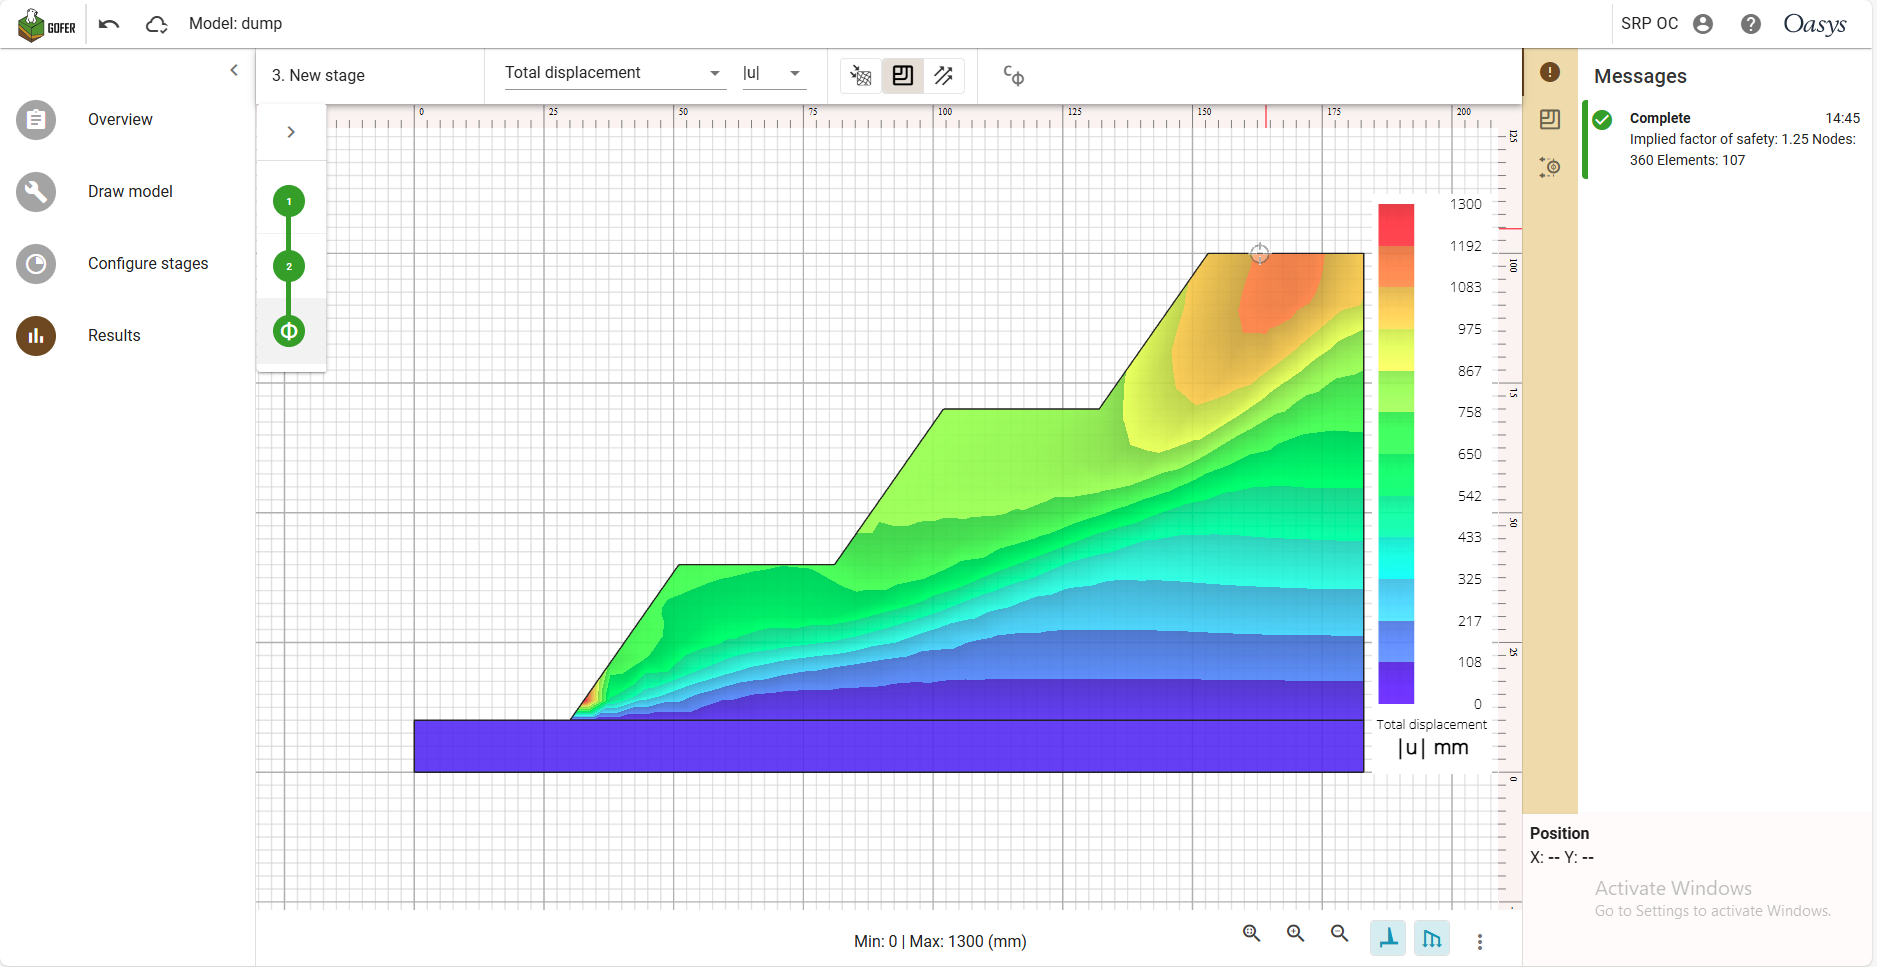 GOFER
Model: dump
SRP OC
Oasys
Overview
Draw model
Configure stages
Results
3. New stage
Total displacement
|u|
C
Φ
1
2
Φ
0
25
50
75
100
125
150
175
200
125
100
75
50
25
0
1300
1192
1083
975
867
758
650
542
433
325
217
108
0
Total displacement
|u| mm
Min: 0 | Max: 1300 (mm)
Messages
Complete 14:45
Implied factor of safety: 1.25 Nodes:
360 Elements: 107
Position
X: -- Y: --
Activate Windows
Go to Settings to activate Windows.